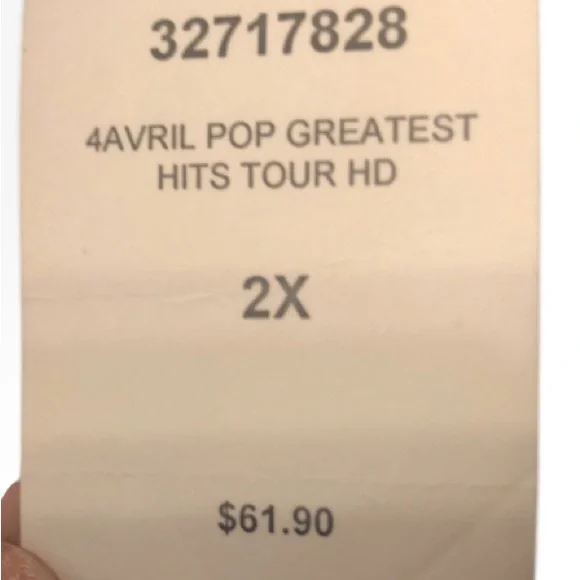 32717828
4AVRIL POP GREATEST
HITS TOUR HD
2X
$61.90